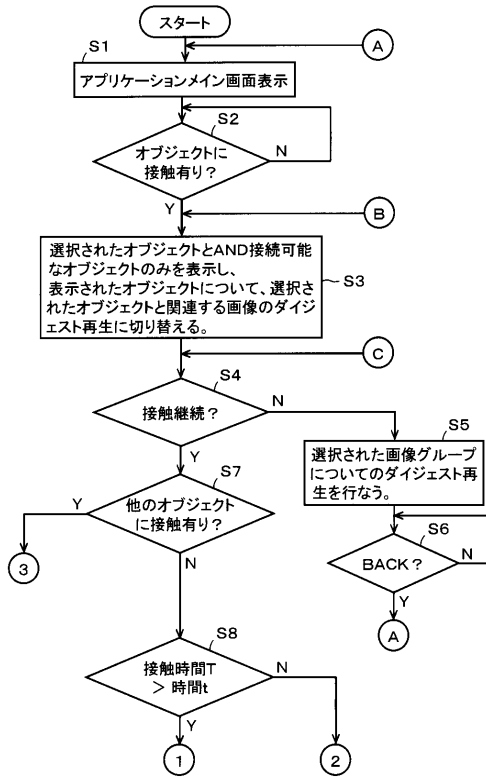 スタート
A
S1
アプリケーションメイン画面表示
S2
オブジェクトに
接触有り？
N
Y
B
選択されたオブジェクトとAND接続可能
なオブジェクトのみを表示し、
表示されたオブジェクトについて、選択さ
れたオブジェクトと関連する画像のダイジ
ェスト再生に切り替える。
S3
C
S4
接触継続？
N
Y
S5
選択された画像グループ
についてのダイジェスト再
生を行なう。
S6
BACK？
N
Y
A
S7
他のオブジェクト
に接触有り？
Y
N
3
S8
接触時間T
＞ 時間t
N
Y
1
2